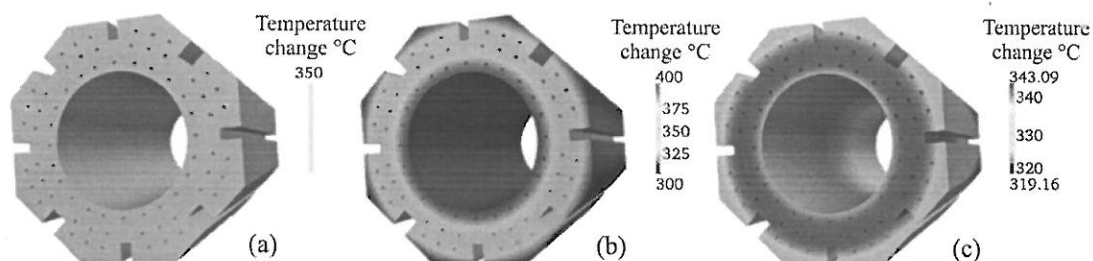 Temperature
change °C
350
(a)
Temperature
change °C
400
375
350
325
300
(b)
Temperature
change °C
343.09
340
330
320
319.16
(c)